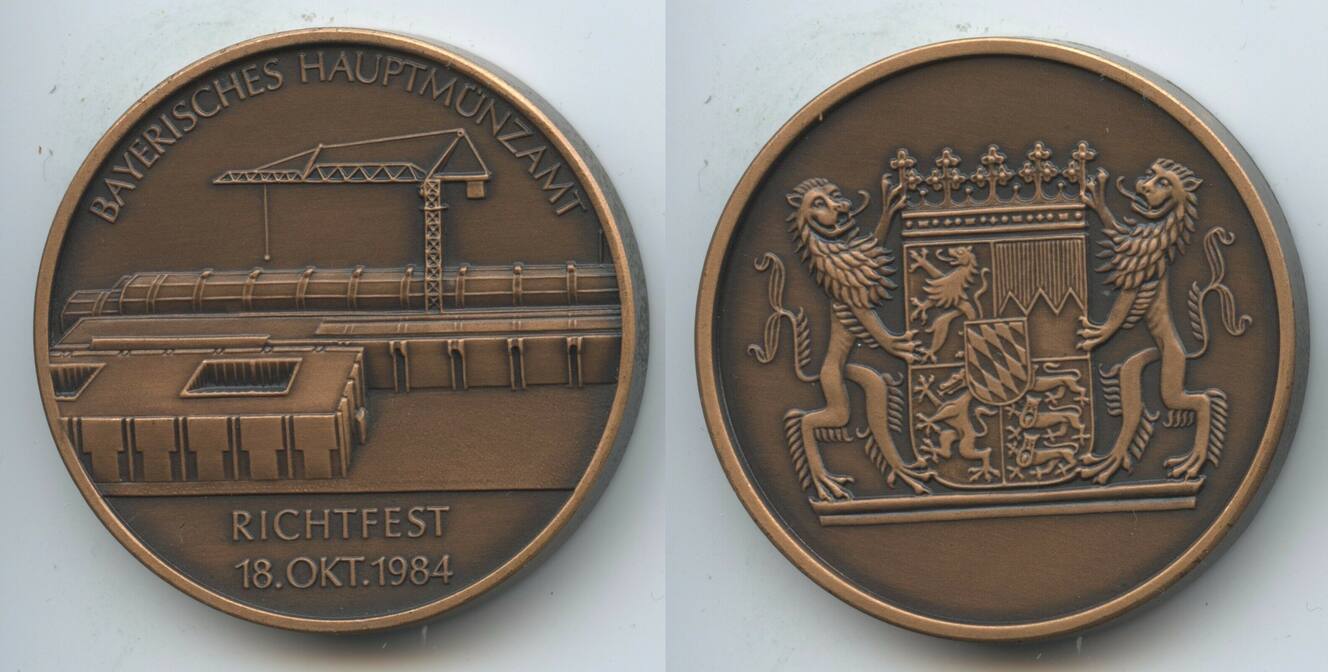 BAYERISCHES HAUPTMÜNZAMT
RICHTFEST
18.OKT.1984